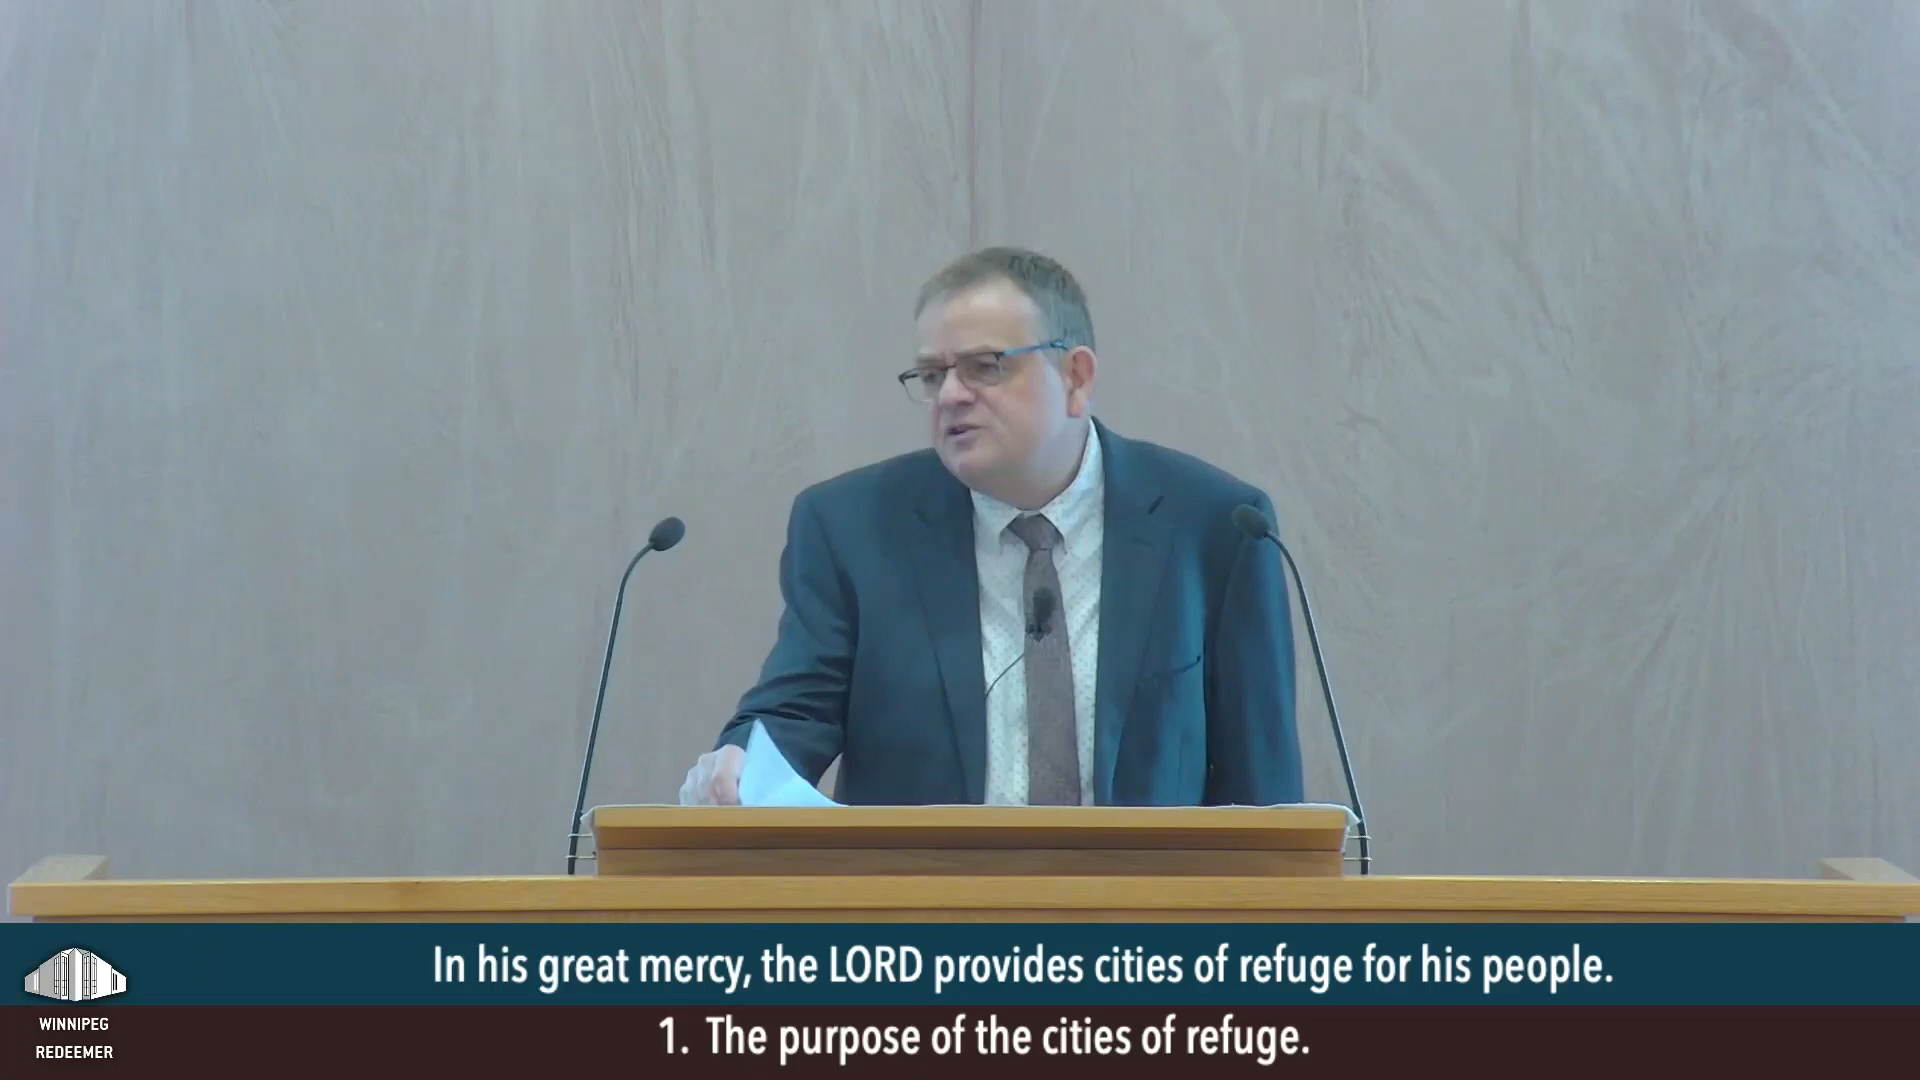 In his great mercy, the LORD provides cities of refuge for his people.
1. The purpose of the cities of refuge.
WINNIPEG
REDEEMER